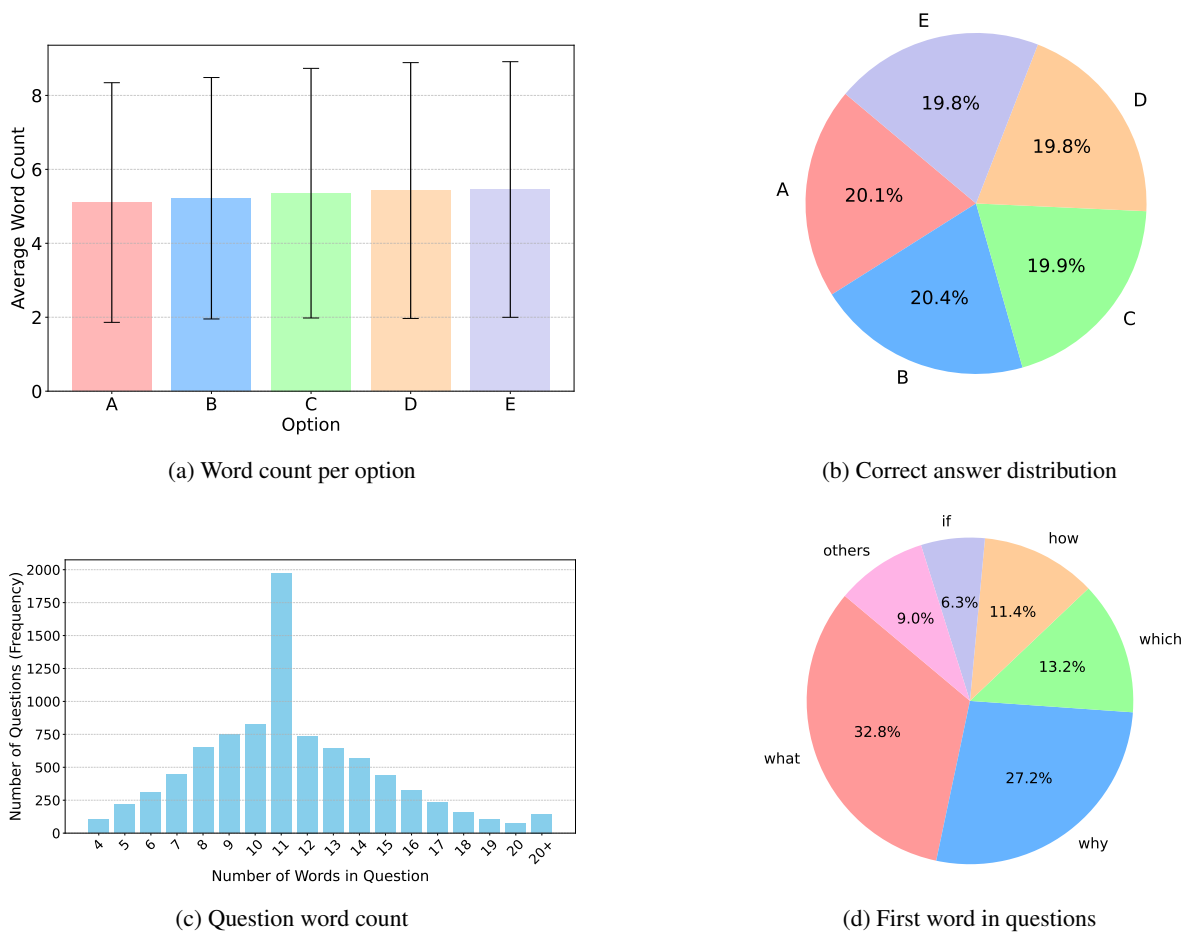 8
6
4
2
0
Average Word Count
A
B
C
D
E
Option
(a) Word count per option
E
D
A
C
B
19.8%
19.8%
20.1%
19.9%
20.4%
(b) Correct answer distribution
2000
1750
1500
1250
1000
750
500
250
0
Number of Questions (Frequency)
4
5
6
7
8
9
10
11
12
13
14
15
16
17
18
19
20
20+
Number of Words in Question
(c) Question word count
if
how
others
which
what
why
6.3%
11.4%
9.0%
13.2%
32.8%
27.2%
(d) First word in questions